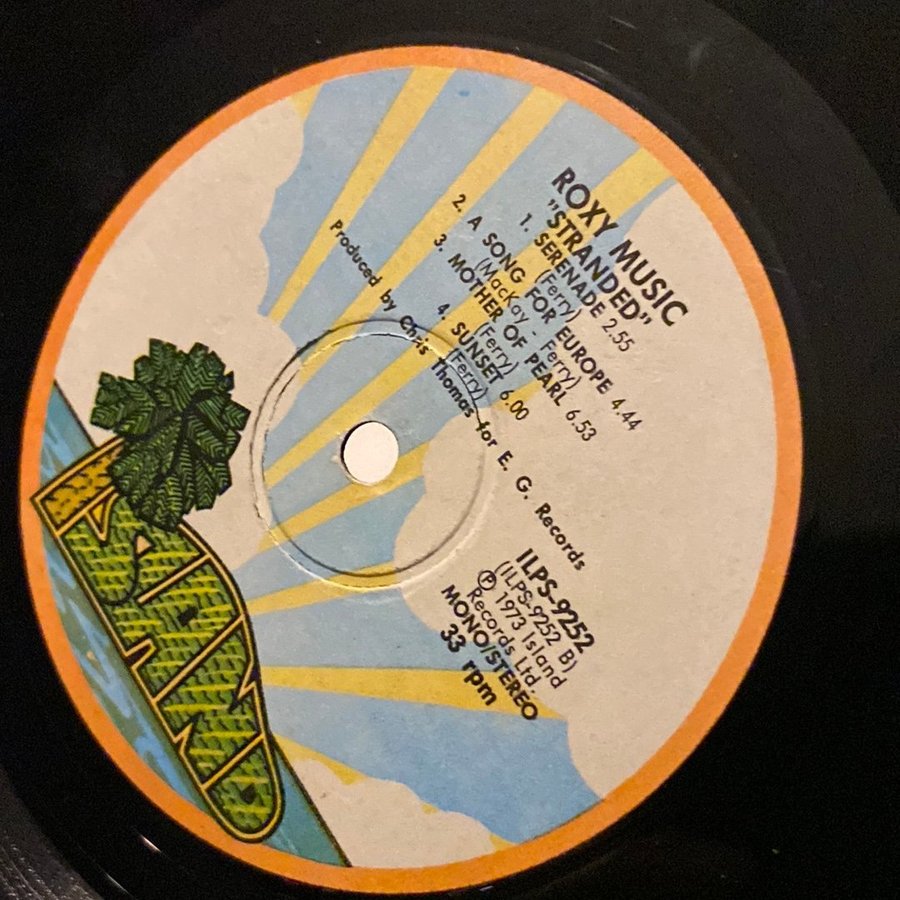 ROXY MUSIC
"STRANDED"
1. SERENADE 2.55
(Ferry)
2. A SONG FOR EUROPE 4.44
(MacKay - Ferry)
3. MOTHER OF PEARL 6.53
(Ferry)
4. SUNSET 6.00
(Ferry)
Produced by Chris Thomas for E. G. Records
ILPS-9252
(ILPS-9252 B)
Ⓟ 1973 Island
Records Ltd.
MONO/STEREO
33 rpm
ISLAND